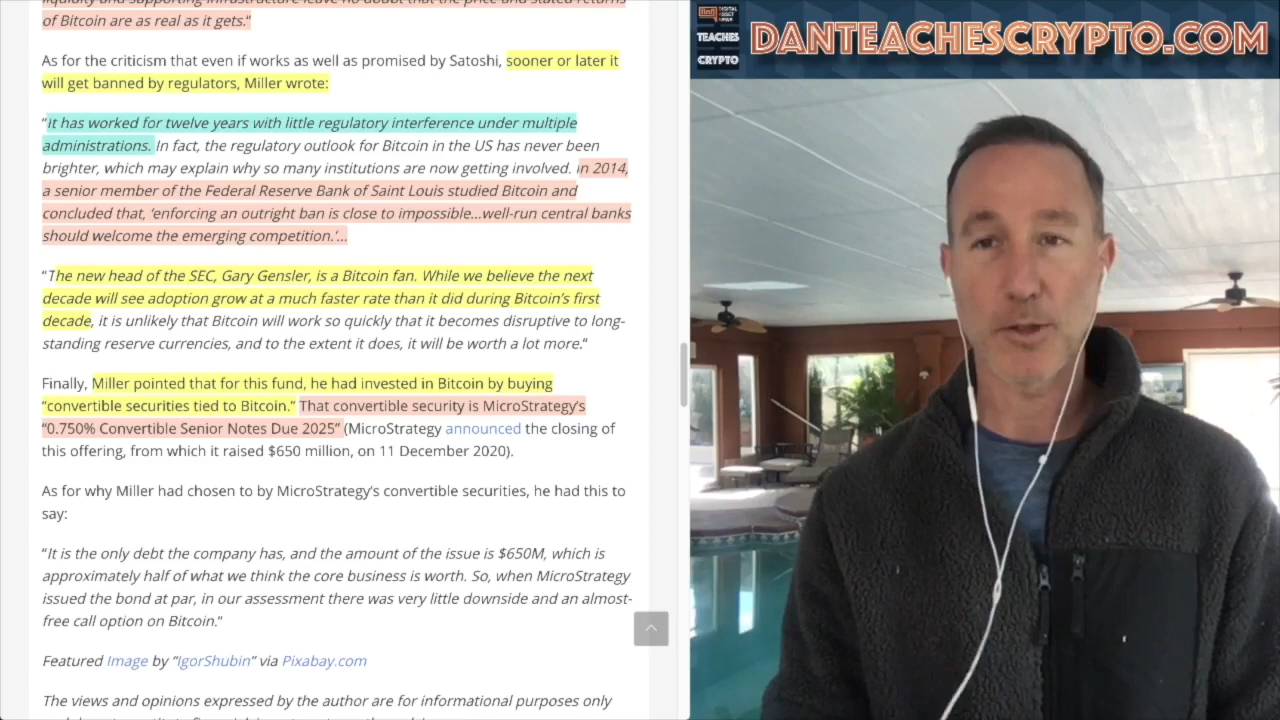 liquidity and supporting infrastructure leave no doubt that the price and stated returns
of Bitcoin are as real as it gets.“
As for the criticism that even if works as well as promised by Satoshi, sooner or later it
will get banned by regulators, Miller wrote:
“It has worked for twelve years with little regulatory interference under multiple
administrations. In fact, the regulatory outlook for Bitcoin in the US has never been
brighter, which may explain why so many institutions are now getting involved. In 2014,
a senior member of the Federal Reserve Bank of Saint Louis studied Bitcoin and
concluded that, ‘enforcing an outright ban is close to impossible…well-run central banks
should welcome the emerging competition.‘…
“The new head of the SEC, Gary Gensler, is a Bitcoin fan. While we believe the next
decade will see adoption grow at a much faster rate than it did during Bitcoin’s first
decade, it is unlikely that Bitcoin will work so quickly that it becomes disruptive to long-
standing reserve currencies, and to the extent it does, it will be worth a lot more.“
Finally, Miller pointed that for this fund, he had invested in Bitcoin by buying
“convertible securities tied to Bitcoin.” That convertible security is MicroStrategy’s
“0.750% Convertible Senior Notes Due 2025” (MicroStrategy announced the closing of
this offering, from which it raised $650 million, on 11 December 2020).
As for why Miller had chosen to by MicroStrategy’s convertible securities, he had this to
say:
“It is the only debt the company has, and the amount of the issue is $650M, which is
approximately half of what we think the core business is worth. So, when MicroStrategy
issued the bond at par, in our assessment there was very little downside and an almost-
free call option on Bitcoin.”
Featured Image by “IgorShubin” via Pixabay.com
The views and opinions expressed by the author are for informational purposes only
DIGITAL
ASSET
NEWS
TEACHES
CRYPTO
DANTEACHESCRYPTO.COM